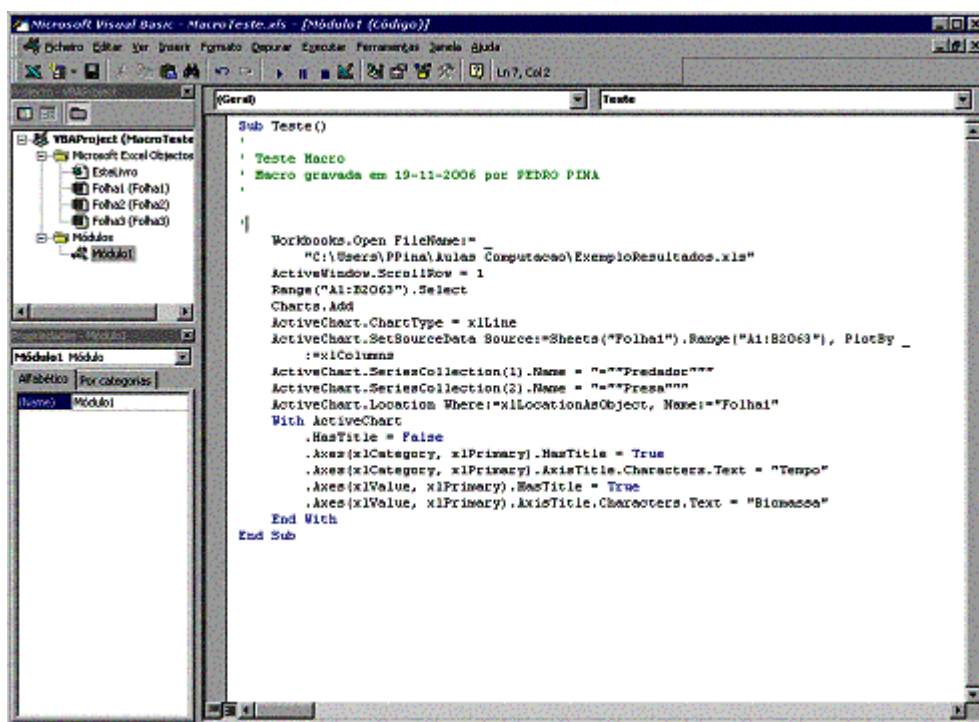 Microsoft Visual Basic - MacroTeste.xls - [Módulo1 (Código)]
Ficheiro Editar Ver Inserir Formato Depurar Executar Ferramentas Janela Ajuda
Ln 7, Col 2
Projecto - VBAProject
VBAProject (MacroTeste
Microsoft Excel Objectos
EsteLivro
Folha1 (Folha1)
Folha2 (Folha2)
Folha3 (Folha3)
Módulos
Módulo1
Módulo1
Módulo1 Módulo
Alfabético Por categorias
(Name) Módulo1
(Geral) Teste
Sub Teste()
'
' Teste Macro
' Macro gravada em 19-11-2006 por PEDRO PINA
'
'
Workbooks.Open FileName:= _
"C:\Users\PPina\Aulas Computacao\ExemploResultados.xls"
ActiveWindow.ScrollRow = 1
Range("A1:B2063").Select
Charts.Add
ActiveChart.ChartType = xlLine
ActiveChart.SetSourceData Source:=Sheets("Folha1").Range("A1:B2063"), PlotBy _
:=xlColumns
ActiveChart.SeriesCollection(1).Name = "=""Predador"""
ActiveChart.SeriesCollection(2).Name = "=""Presa"""
ActiveChart.Location Where:=xlLocationAsObject, Name:="Folha1"
With ActiveChart
.HasTitle = False
.Axes(xlCategory, xlPrimary).HasTitle = True
.Axes(xlCategory, xlPrimary).AxisTitle.Characters.Text = "Tempo"
.Axes(xlValue, xlPrimary).HasTitle = True
.Axes(xlValue, xlPrimary).AxisTitle.Characters.Text = "Biomassa"
End With
End Sub